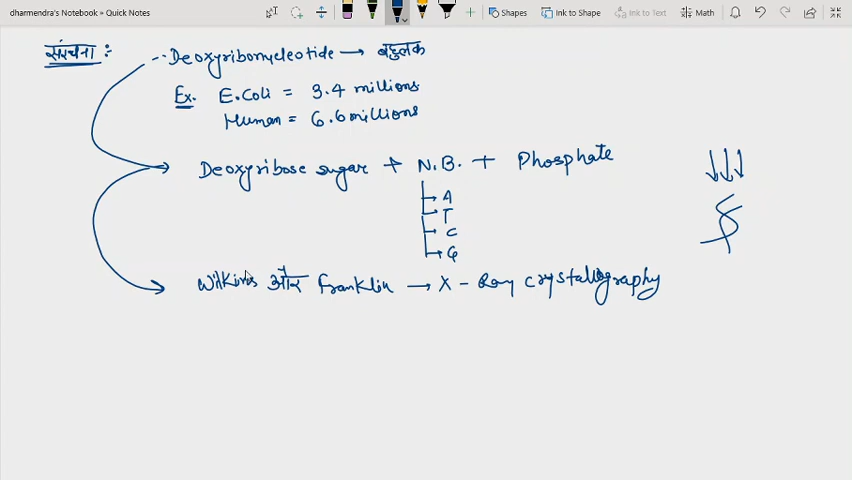 dharmendra's Notebook > Quick Notes Shapes Ink to Shape Ink to Text Math
संरचना :
Deoxyribonucleotide → बहुलक
Ex. E.Coli = 3.4 millions
Human = 6.6 millions
Deoxyribose sugar + N.B. + Phosphate
A
T
C
G
Wilkins और Franklin → X-Ray crystallography